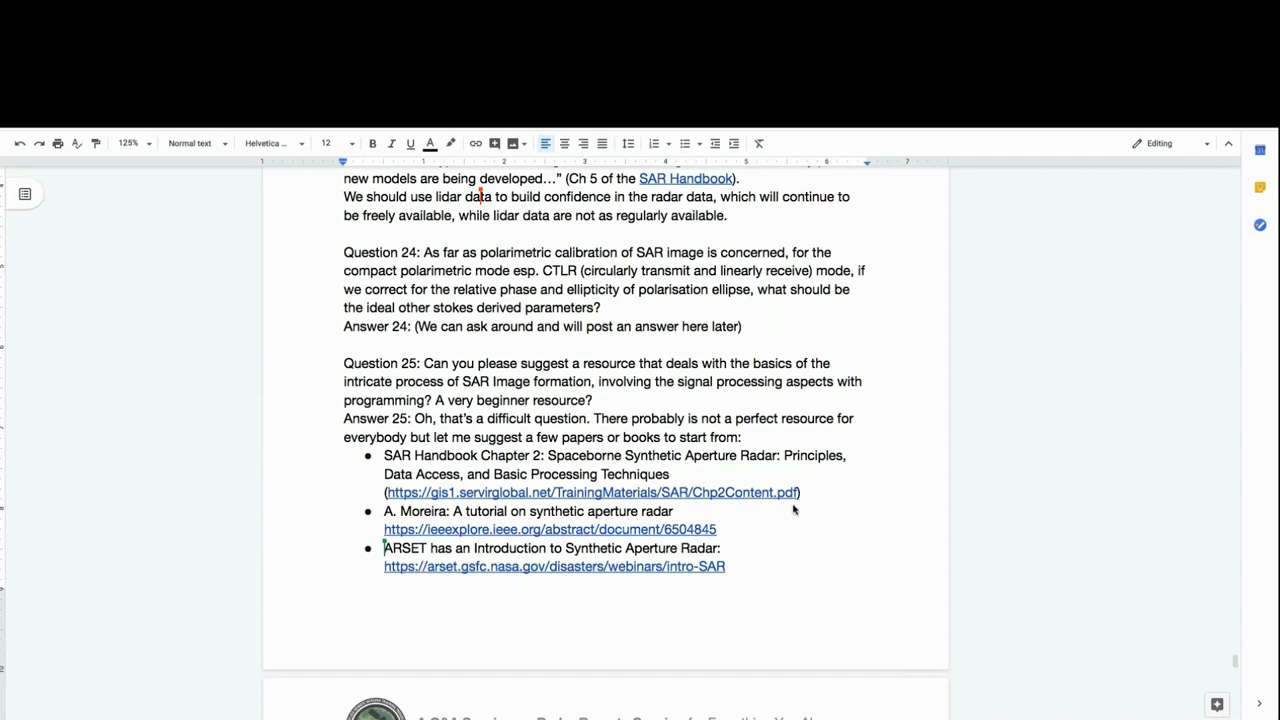 125%
Normal text
Helvetica ...
12
B
I
U
A
Editing
1
1
2
3
4
5
6
7
new models are being developed…” (Ch 5 of the SAR Handbook).
We should use lidar data to build confidence in the radar data, which will continue to
be freely available, while lidar data are not as regularly available.
Question 24: As far as polarimetric calibration of SAR image is concerned, for the
compact polarimetric mode esp. CTLR (circularly transmit and linearly receive) mode, if
we correct for the relative phase and ellipticity of polarisation ellipse, what should be
the ideal other stokes derived parameters?
Answer 24: (We can ask around and will post an answer here later)
Question 25: Can you please suggest a resource that deals with the basics of the
intricate process of SAR Image formation, involving the signal processing aspects with
programming? A very beginner resource?
Answer 25: Oh, that’s a difficult question. There probably is not a perfect resource for
everybody but let me suggest a few papers or books to start from:
● SAR Handbook Chapter 2: Spaceborne Synthetic Aperture Radar: Principles,
Data Access, and Basic Processing Techniques
(https://gis1.servirglobal.net/TrainingMaterials/SAR/Chp2Content.pdf)
● A. Moreira: A tutorial on synthetic aperture radar
https://ieeexplore.ieee.org/abstract/document/6504845
● ARSET has an Introduction to Synthetic Aperture Radar:
https://arset.gsfc.nasa.gov/disasters/webinars/intro-SAR